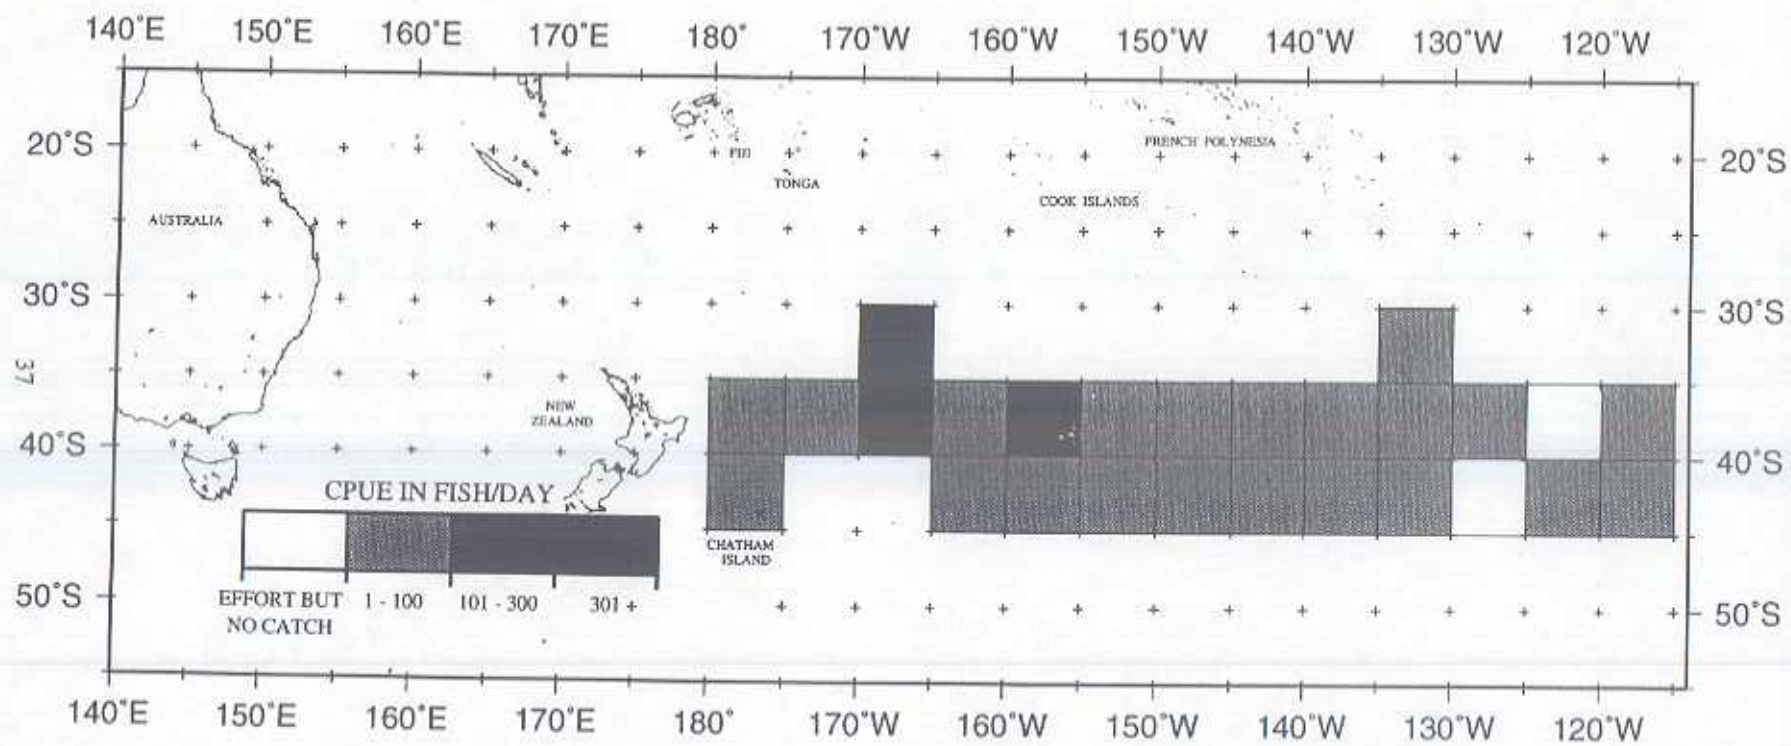 140°E 150°E 160°E 170°E 180° 170°W 160°W 150°W 140°W 130°W 120°W
20°S 20°S
FIJI
FRENCH POLYNESIA
TONGA
COOK ISLANDS
AUSTRALIA
30°S 30°S
37
NEW
ZEALAND
40°S 40°S
CPUE IN FISH/DAY
CHATHAM
ISLAND
EFFORT BUT 1 - 100 101 - 300 301 +
NO CATCH
50°S 50°S
140°E 150°E 160°E 170°E 180° 170°W 160°W 150°W 140°W 130°W 120°W